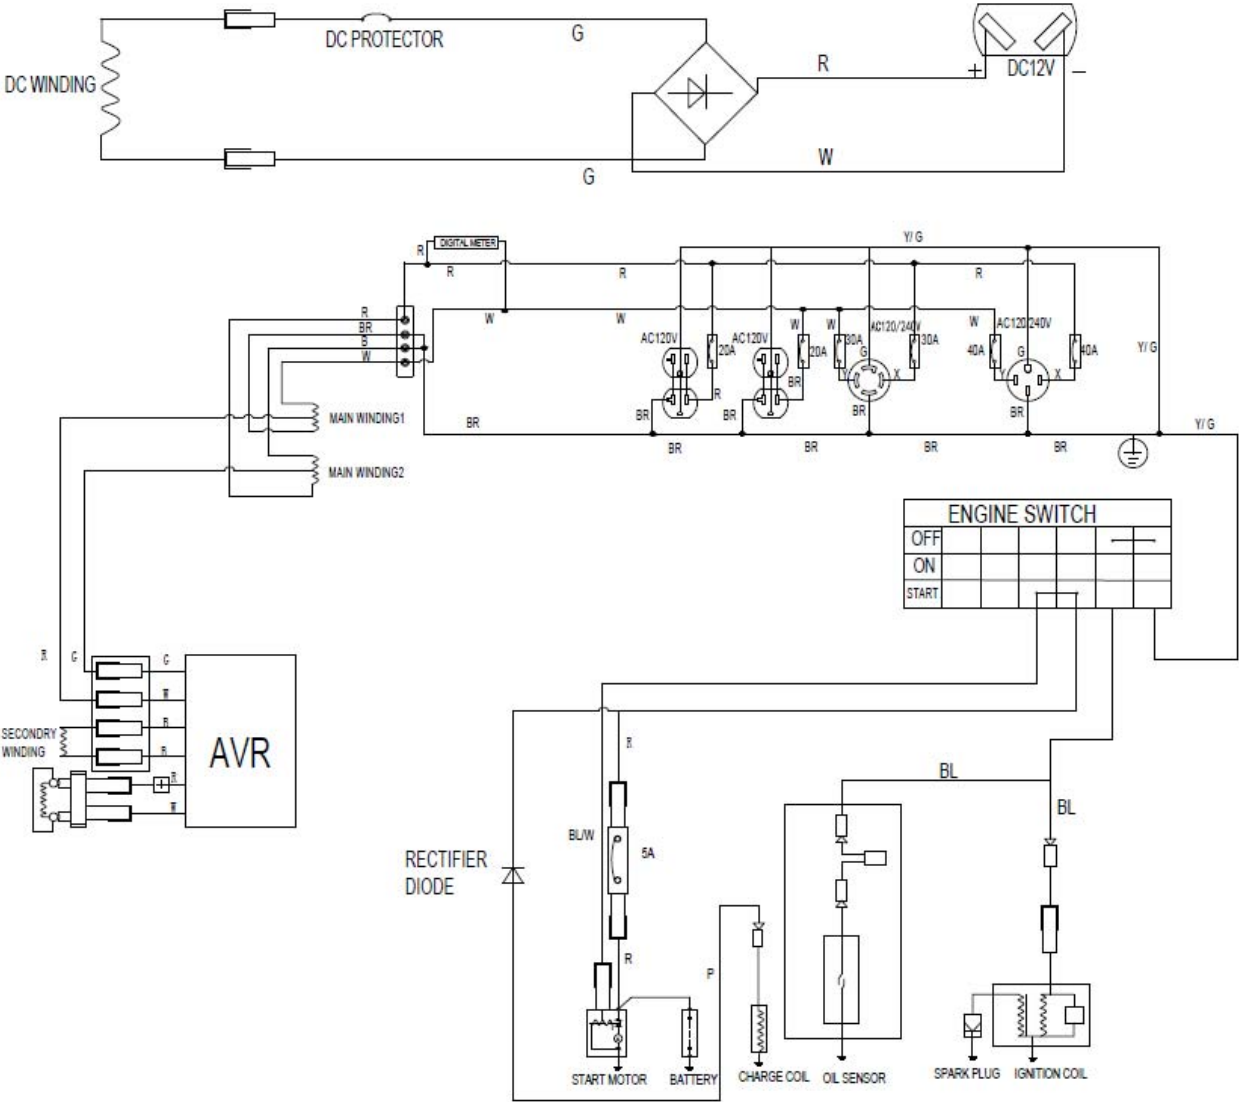 DC WINDING
DC PROTECTOR
G
R
+
DC12V
−
W
G
DIGITAL METER
R
R
R
Y/G
R
W
W
R
BR
B
W
AC120V
20A
R
BR
AC120V
W
20A
BR
BR
W
30A
AC120/240V
G
Y
X
30A
BR
W
AC120/240V
40A
G
Y
X
40A
BR
Y/G
MAIN WINDING1
BR
BR
BR
BR
BR
Y/G
MAIN WINDING2
ENGINE SWITCH
OFF
ON
START
R
G
G
W
B
B
+
R
W
SECONDRY
WINDING
AVR
R
BL/W
5A
R
RECTIFIER
DIODE
P
BL
BL
START MOTOR
BATTERY
CHARGE COIL
OIL SENSOR
SPARK PLUG
IGNITION COIL